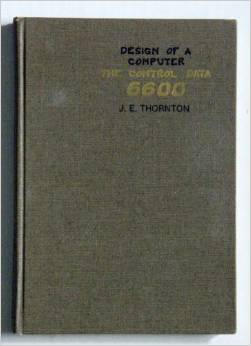 DESIGN OF A
COMPUTER
THE CONTROL DATA
6600
J. E. THORNTON